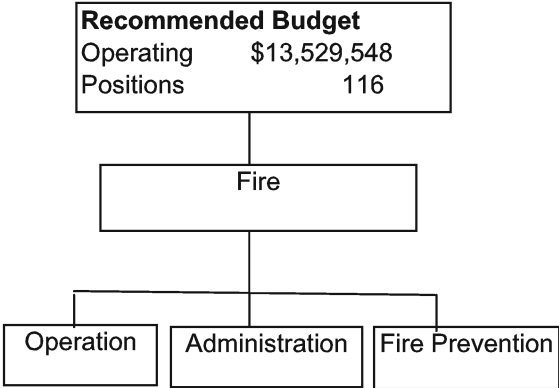 Recommended Budget
Operating $13,529,548
Positions 116
Fire
Operation
Administration
Fire Prevention